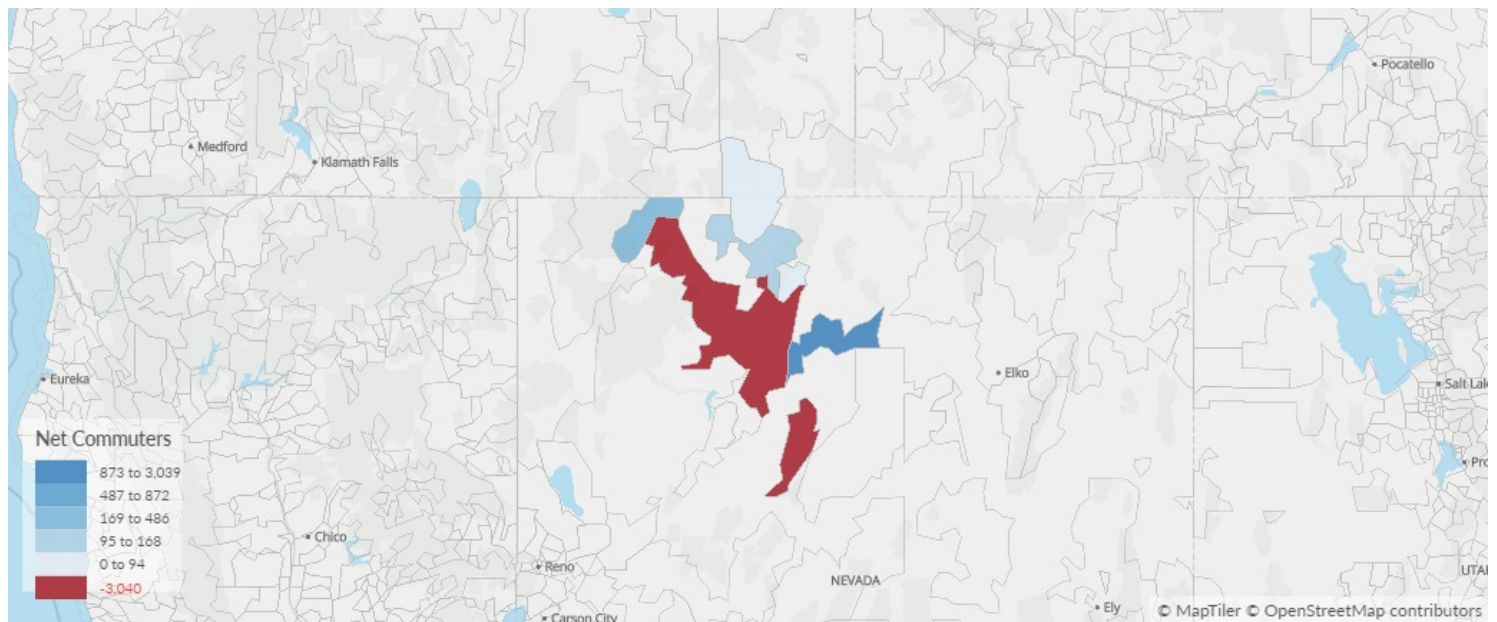 Pocatello
Medford
Klamath Falls
Eureka
Elko
Salt Lak
Net Commuters
873 to 3,039
487 to 872
169 to 486
95 to 168
0 to 94
-3,040
Pro
Chico
Reno
NEVADA
UTA
Ely
Carson City
© MapTiler © OpenStreetMap contributors